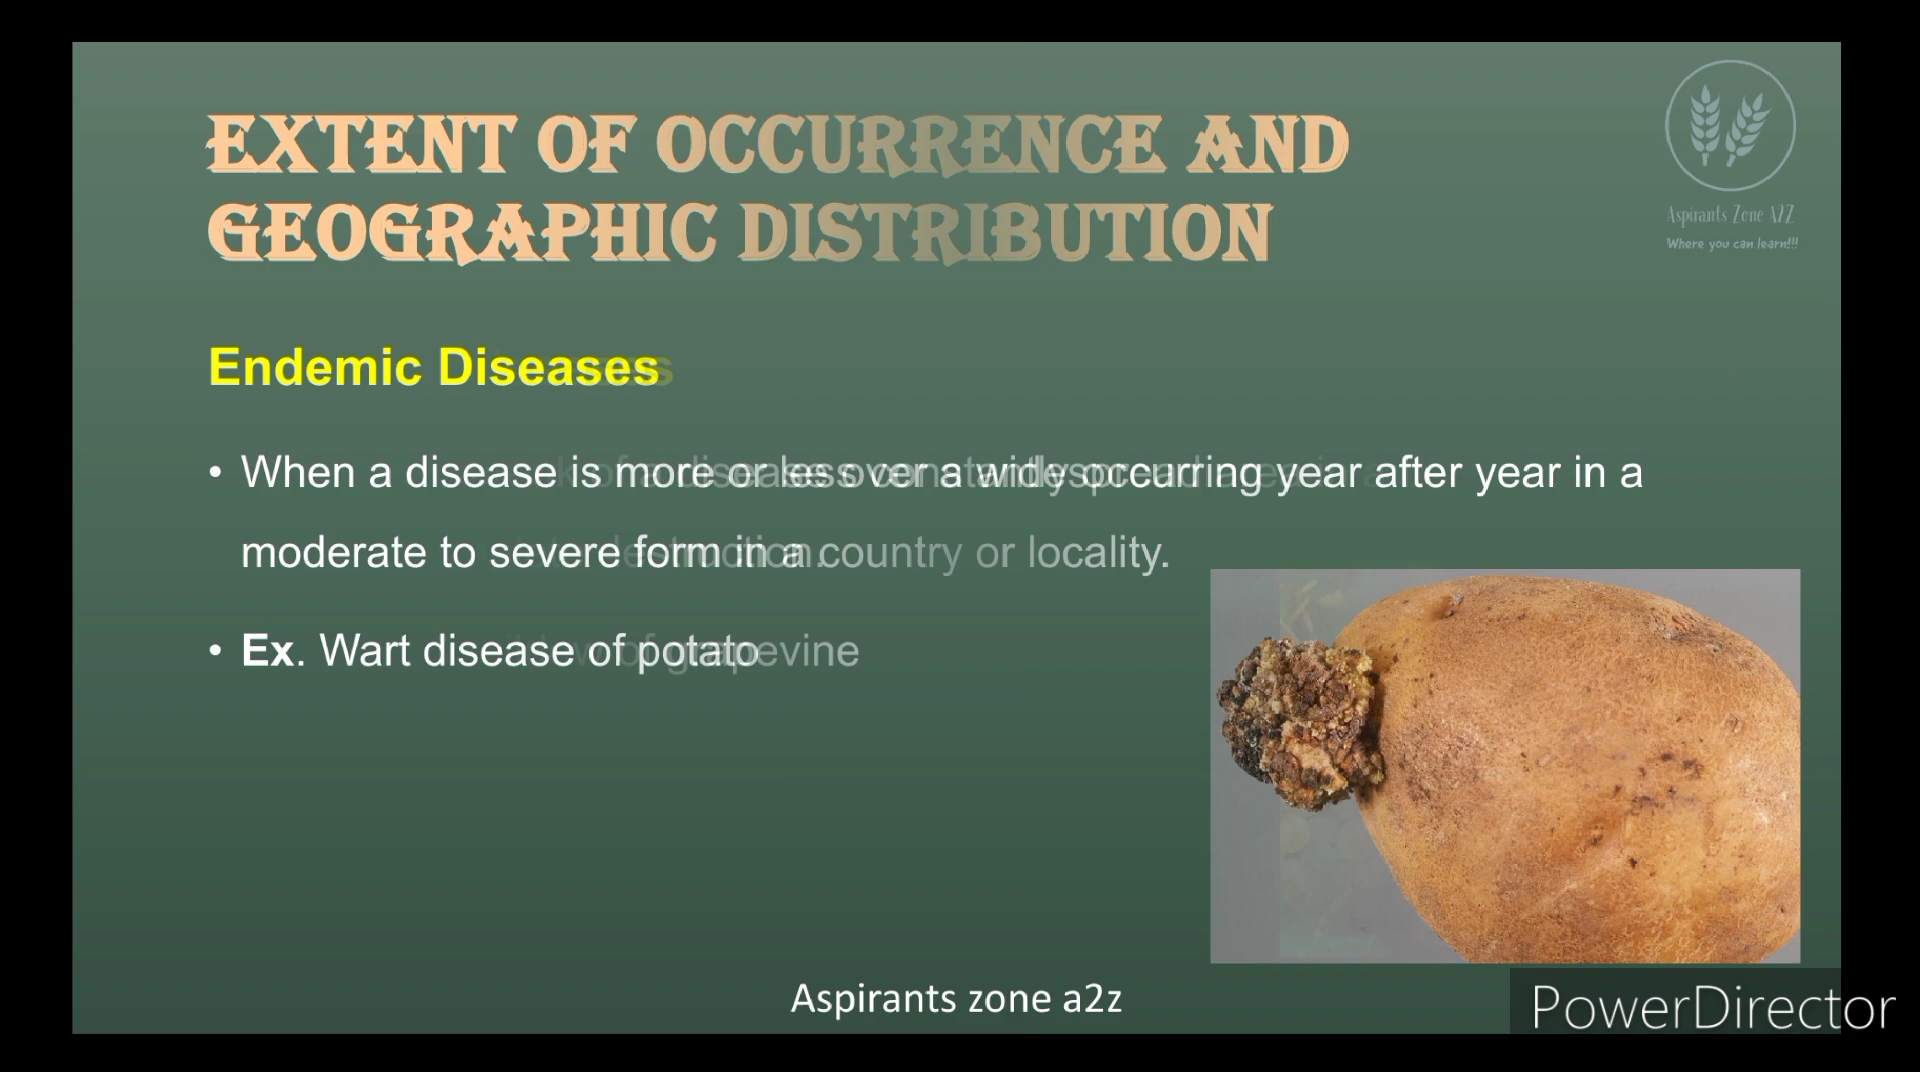 EXTENT OF OCCURRENCE AND
GEOGRAPHIC DISTRIBUTION
Aspirants Zone A2Z
Where you can learn!!!
Endemic Diseases
• When a disease is more or less constantly occurring year after year in a
moderate to severe form in a country or locality.
• Ex. Wart disease of potato
Aspirants zone a2z
PowerDirector